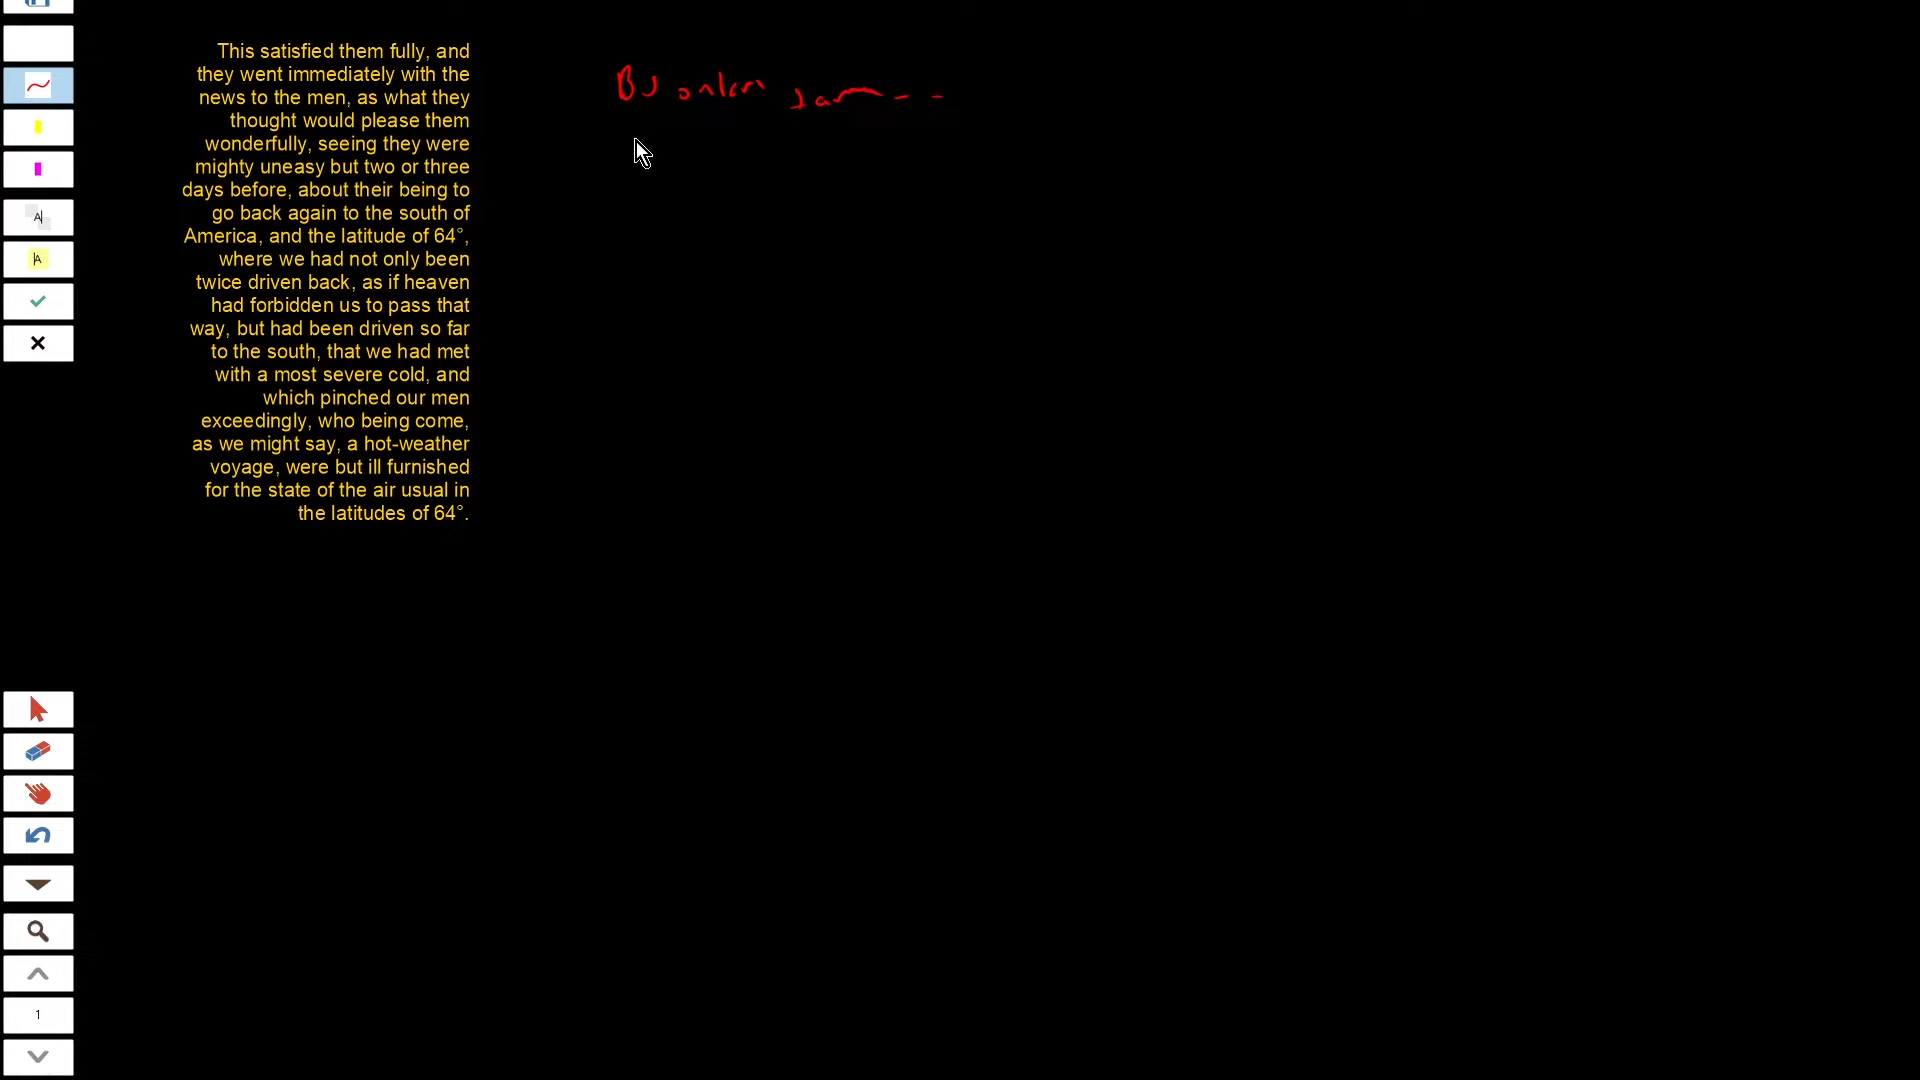 This satisfied them fully, and
they went immediately with the
news to the men, as what they
thought would please them
wonderfully, seeing they were
mighty uneasy but two or three
days before, about their being to
go back again to the south of
America, and the latitude of 64°,
where we had not only been
twice driven back, as if heaven
had forbidden us to pass that
way, but had been driven so far
to the south, that we had met
with a most severe cold, and
which pinched our men
exceedingly, who being come,
as we might say, a hot-weather
voyage, were but ill furnished
for the state of the air usual in
the latitudes of 64°.
1